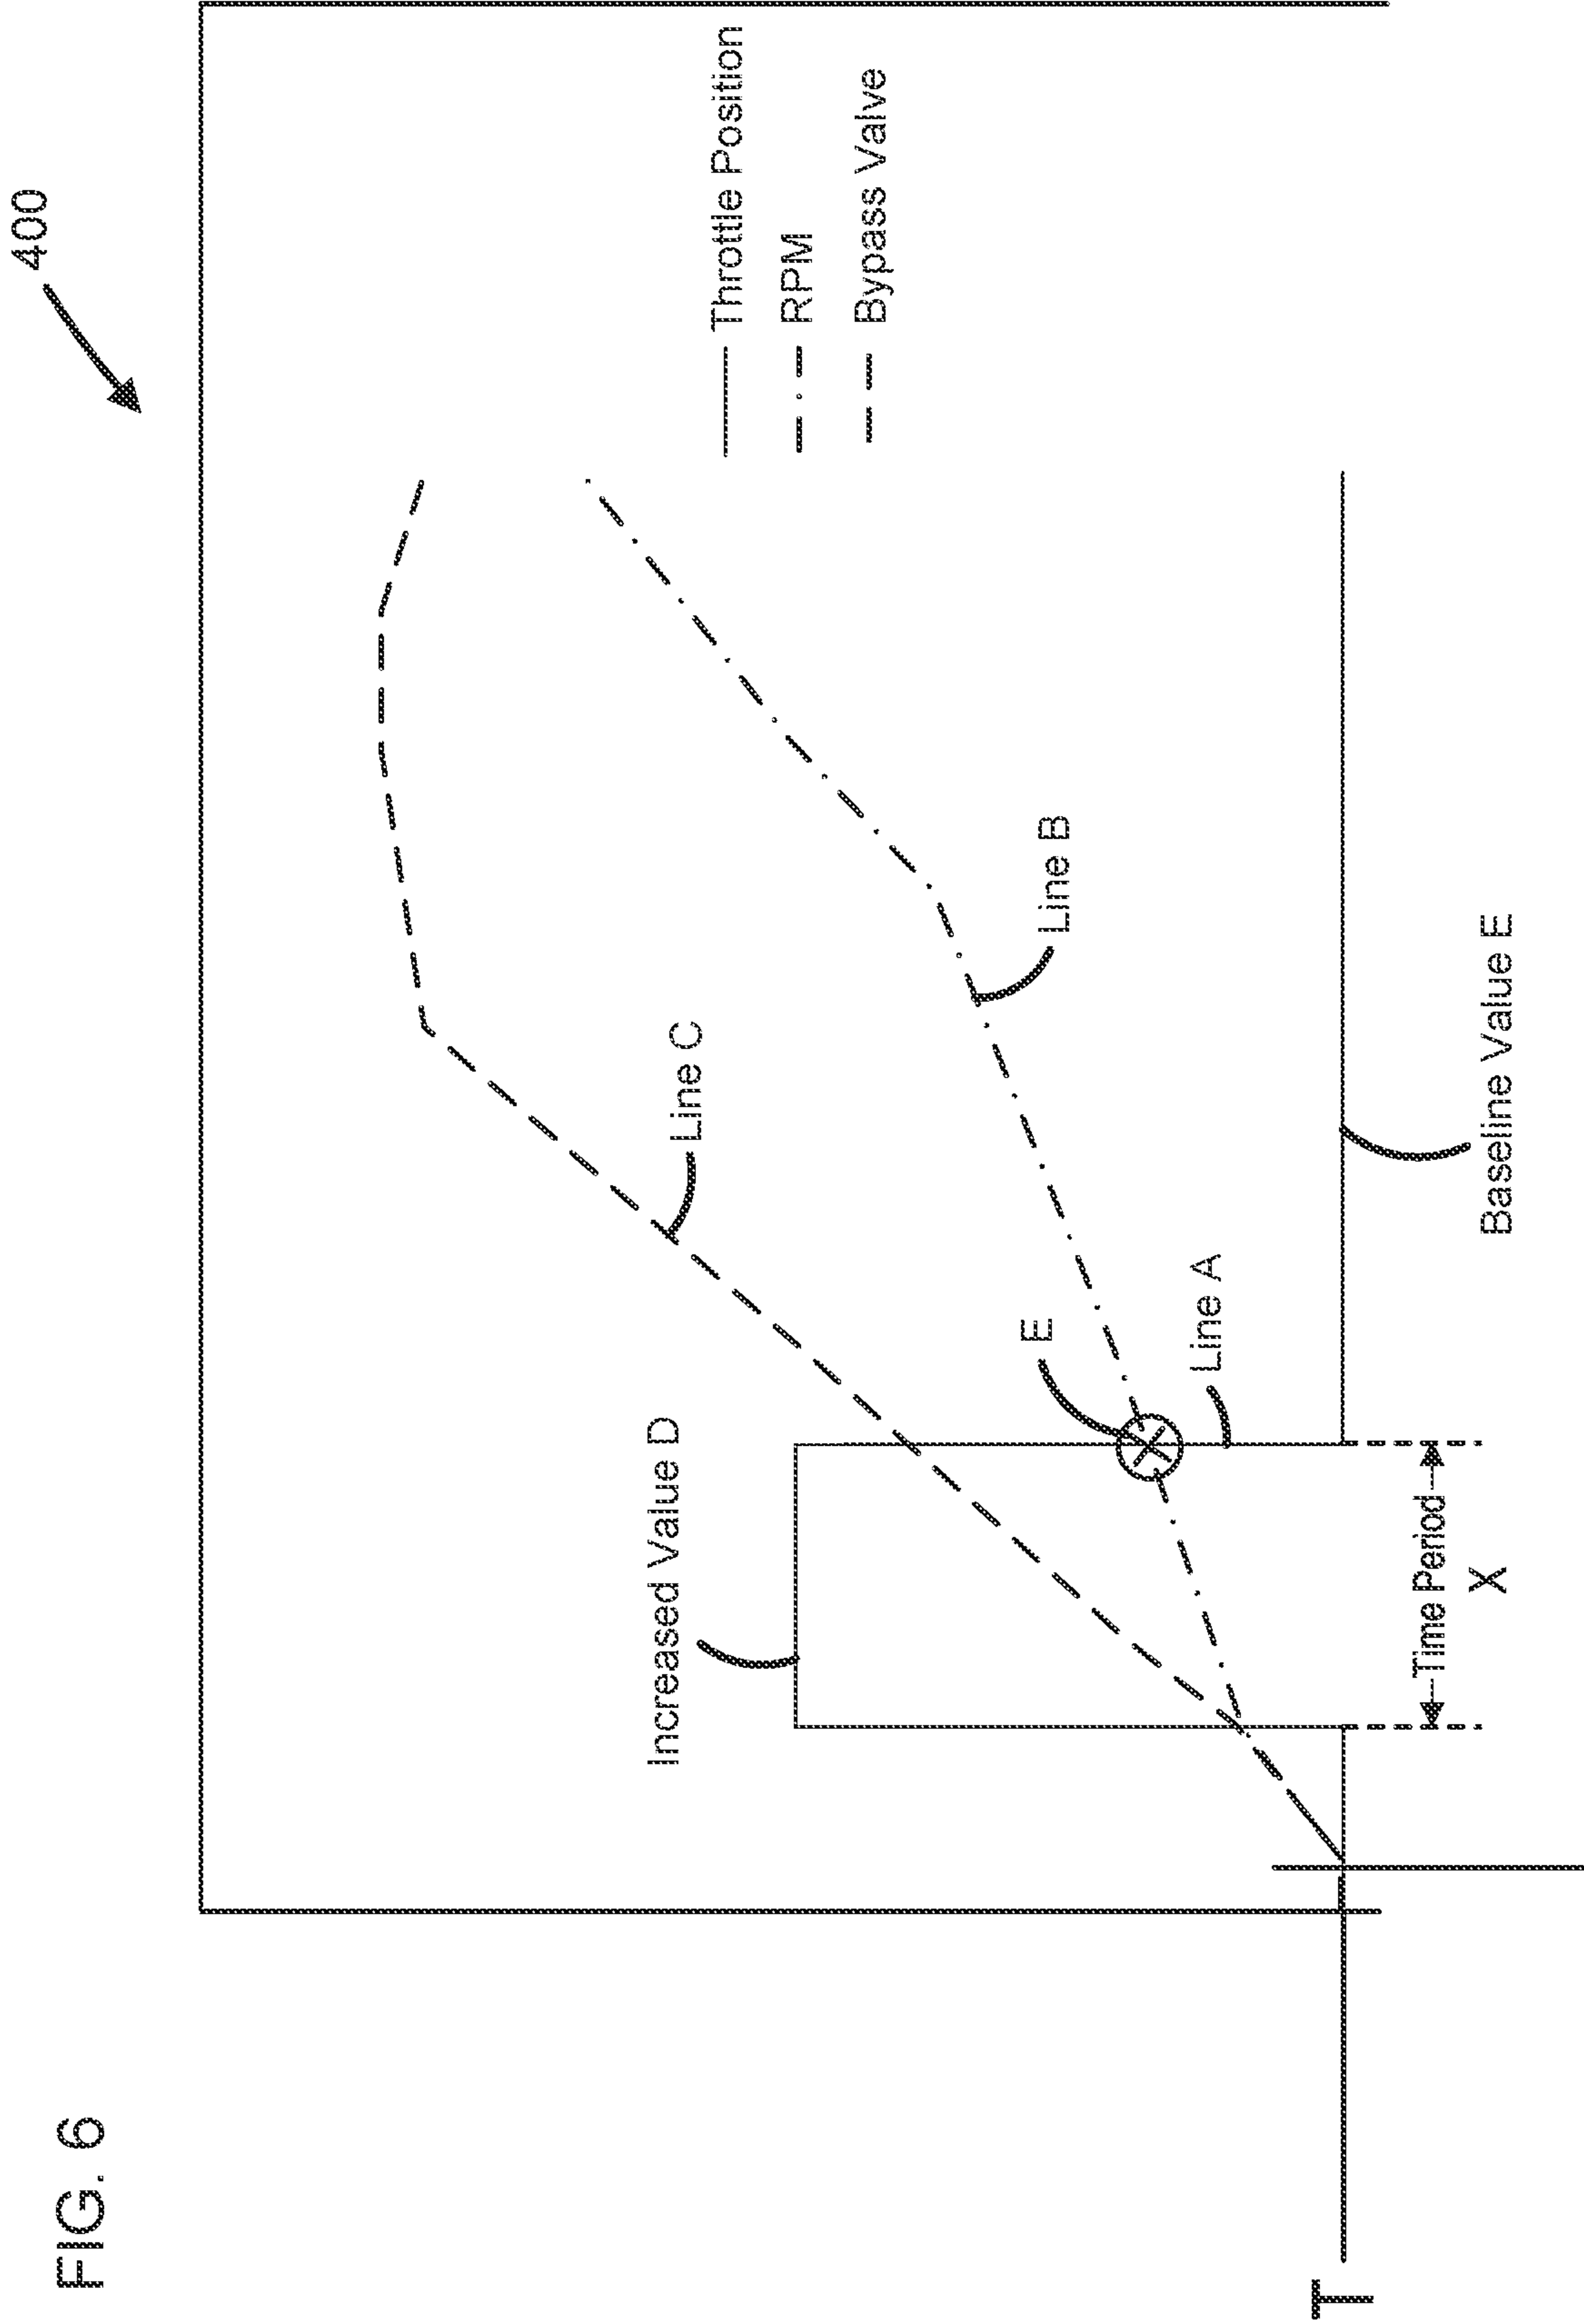 FIG. 6
400
Throttle Position
RPM
Bypass Valve
Line C
Increased Value D
E
Line B
Line A
T
Time Period
X
Baseline Value E